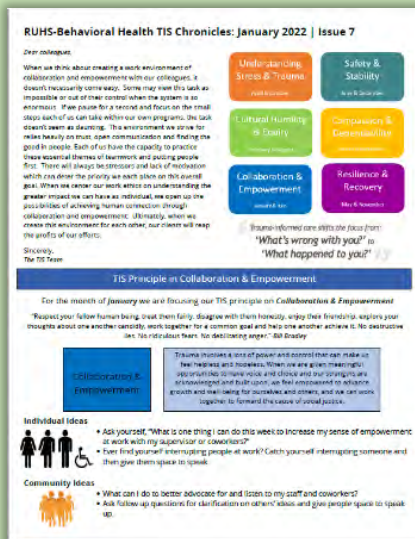 RUHS-Behavioral Health TIS Chronicles: January 2022 | Issue 7
Dear colleagues,
When we think about creating a work environment of
collaboration and empowerment with our colleagues, it
doesn't necessarily come easy. Some may view this task as
impossible or out of their control when the system is so
enormous. If we pause for a second and focus on the small
steps each of us can take within our own programs, the task
doesn't seem as daunting. This environment we strive for
relies heavily on trust, open communication and finding the
good in people. Each of us have the capacity to practice
these essential themes of teamwork and putting people
first. There will always be stressors and lack of motivation
which can deter the priority we each place on this overall
goal. When we center our work ethics on understanding the
greater impact we can have as individual, we open up the
possibilities of achieving human connection through
collaboration and empowerment. Ultimately, when we
create this environment for each other, our clients will reap
the profits of our efforts.
Sincerely,
The TIS Team
Understanding
Stress & Trauma
Safety &
Stability
Cultural Humility
& Equity
Compassion &
Dependability
Collaboration &
Empowerment
Resilience &
Recovery
May & November
Trauma-informed care shifts the focus from:
"What's wrong with you?" to
"What happened to you?"
TIS Principle in Collaboration & Empowerment
For the month of January we are focusing our TIS principle on Collaboration & Empowerment
"Respect your fellow human being, treat them fairly, disagree with them honestly, enjoy their friendship, explore your
thoughts about one another candidly, work together for a common goal and help one another achieve it. No destructive
lies. No ridiculous fears. No debilitating anger." -Bill Bradley
Collaboration &
Empowerment
Trauma involves a loss of power and control that can make us
feel helpless and hopeless. When we are given meaningful
opportunities to have voice and choice and our strengths are
acknowledged and built upon, we feel empowered to advance
growth and well-being for ourselves and others, and we can work
together to forward the cause of social justice.
Individual Ideas
• Ask yourself, "What is one thing I can do this week to increase my sense of empowerment
at work with my supervisor or coworkers?"
• Ever find yourself interrupting people at work? Catch yourself interrupting someone and
then give them space to speak
Community Ideas
• What can I do to better advocate for and listen to my staff and coworkers?
• Ask follow up questions for clarification on others' ideas and give people space to speak
up.